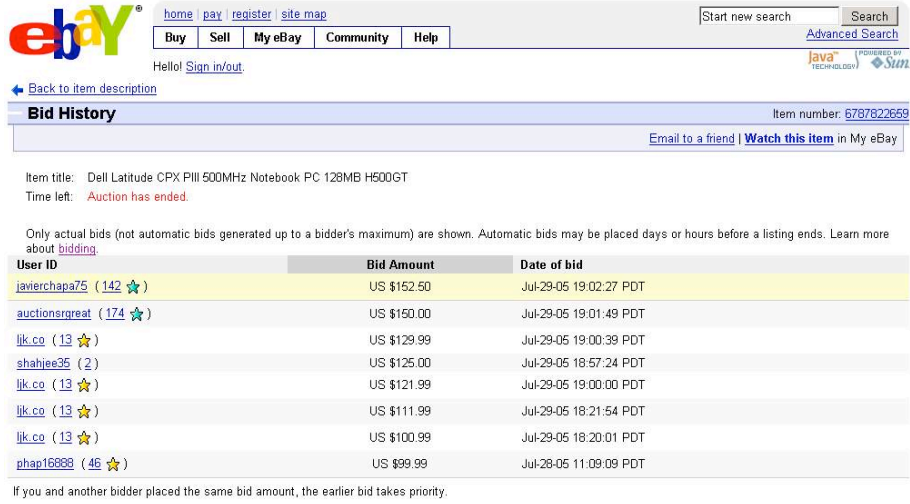 ebaY®
home | pay | register | site map
Start new search Search
Buy Sell My eBay Community Help
Advanced Search
Hello! Sign in/out.
Java™ TECHNOLOGY POWERED BY Sun
Back to item description
Bid History
Item number: 6787822659
Email to a friend | Watch this item in My eBay
Item title: Dell Latitude CPX PIII 500MHz Notebook PC 128MB H500GT
Time left: Auction has ended.
Only actual bids (not automatic bids generated up to a bidder's maximum) are shown. Automatic bids may be placed days or hours before a listing ends. Learn more
about bidding.
User ID Bid Amount Date of bid
javierchapa75 ( 142 ) US $152.50 Jul-29-05 19:02:27 PDT
auctionsrgreat ( 174 ) US $150.00 Jul-29-05 19:01:49 PDT
ljk.co ( 13 ) US $129.99 Jul-29-05 19:00:39 PDT
shahjee35 ( 2 ) US $125.00 Jul-29-05 18:57:24 PDT
ljk.co ( 13 ) US $121.99 Jul-29-05 19:00:00 PDT
ljk.co ( 13 ) US $111.99 Jul-29-05 18:21:54 PDT
ljk.co ( 13 ) US $100.99 Jul-29-05 18:20:01 PDT
phap16888 ( 46 ) US $99.99 Jul-28-05 11:09:09 PDT
If you and another bidder placed the same bid amount, the earlier bid takes priority.